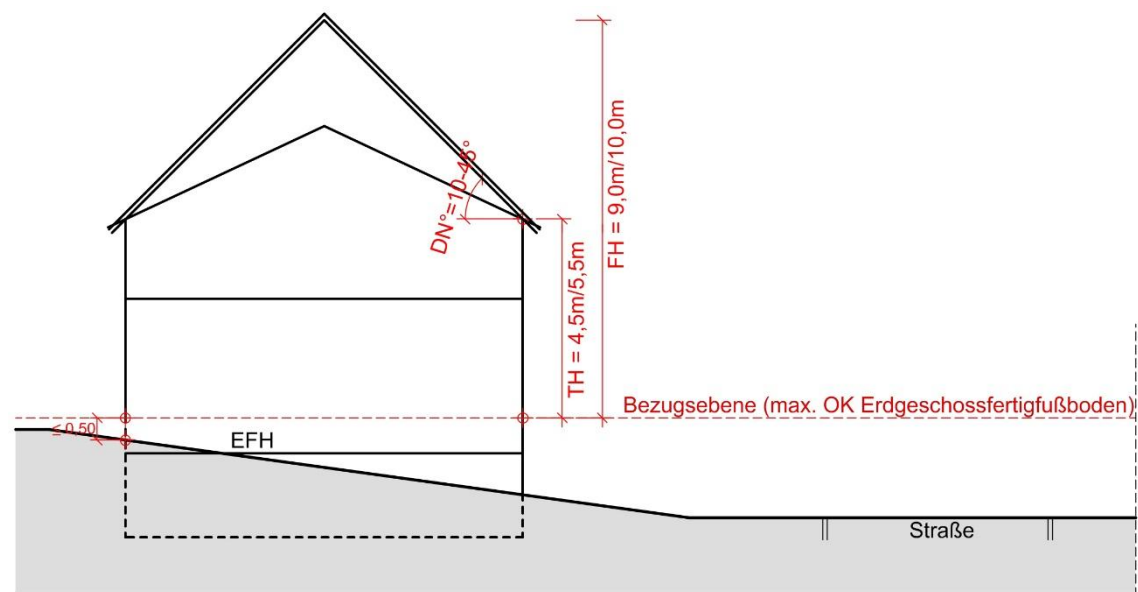 FH = 9,0m/10,0m
DN°=10-45°
TH = 4,5m/5,5m
Bezugsebene (max. OK Erdgeschossfertigfußboden)
≤ 0,50
EFH
Straße